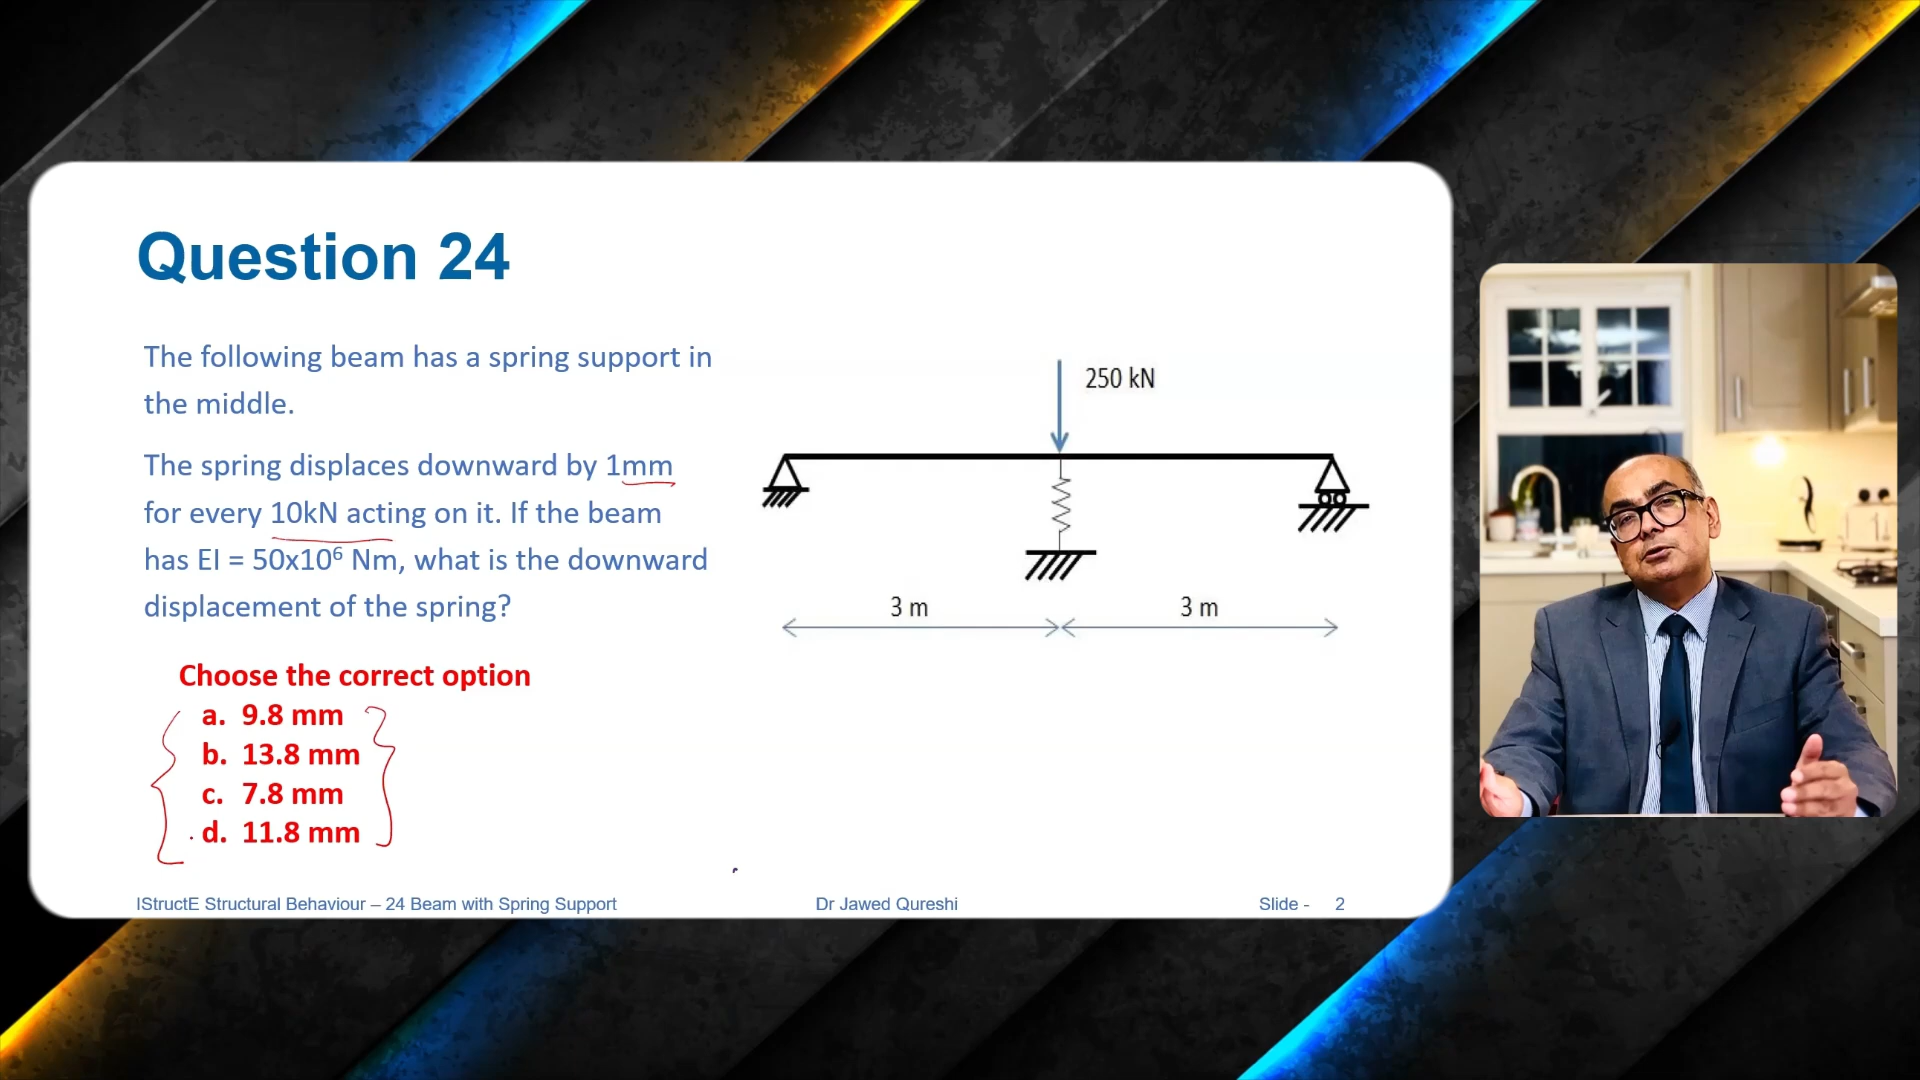 Question 24
The following beam has a spring support in
the middle.
The spring displaces downward by 1mm
for every 10kN acting on it. If the beam
has EI = 50x10⁶ Nm, what is the downward
displacement of the spring?
Choose the correct option
a. 9.8 mm
b. 13.8 mm
c. 7.8 mm
d. 11.8 mm
250 kN
3 m
3 m
IStructE Structural Behaviour – 24 Beam with Spring Support
Dr Jawed Qureshi
Slide - 2